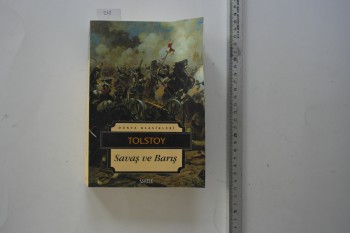 DÜNYA KLASİKLERİ
TOLSTOY
Savaş ve Barış